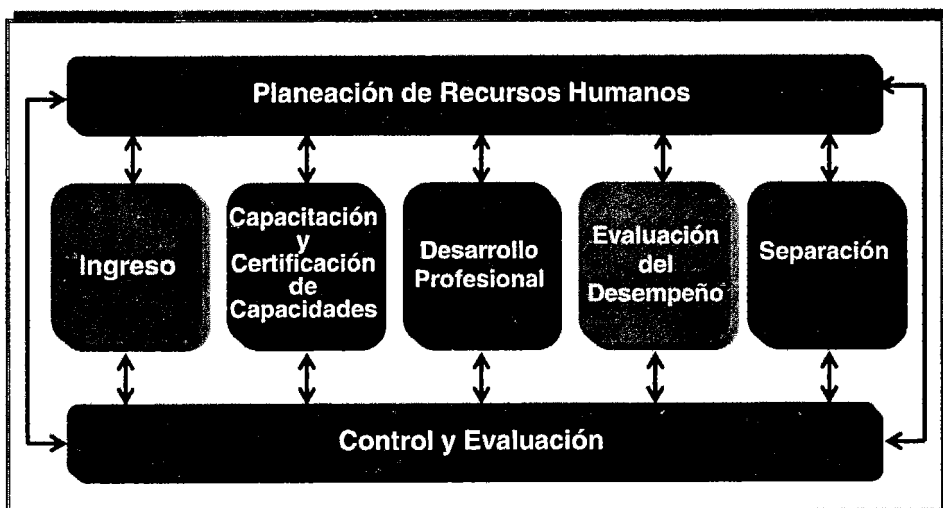 Planeación de Recursos Humanos
Ingreso
Capacitación
y
Certificación
de
Capacidades
Desarrollo
Profesional
Evaluación
del
Desempeño
Separación
Control y Evaluación